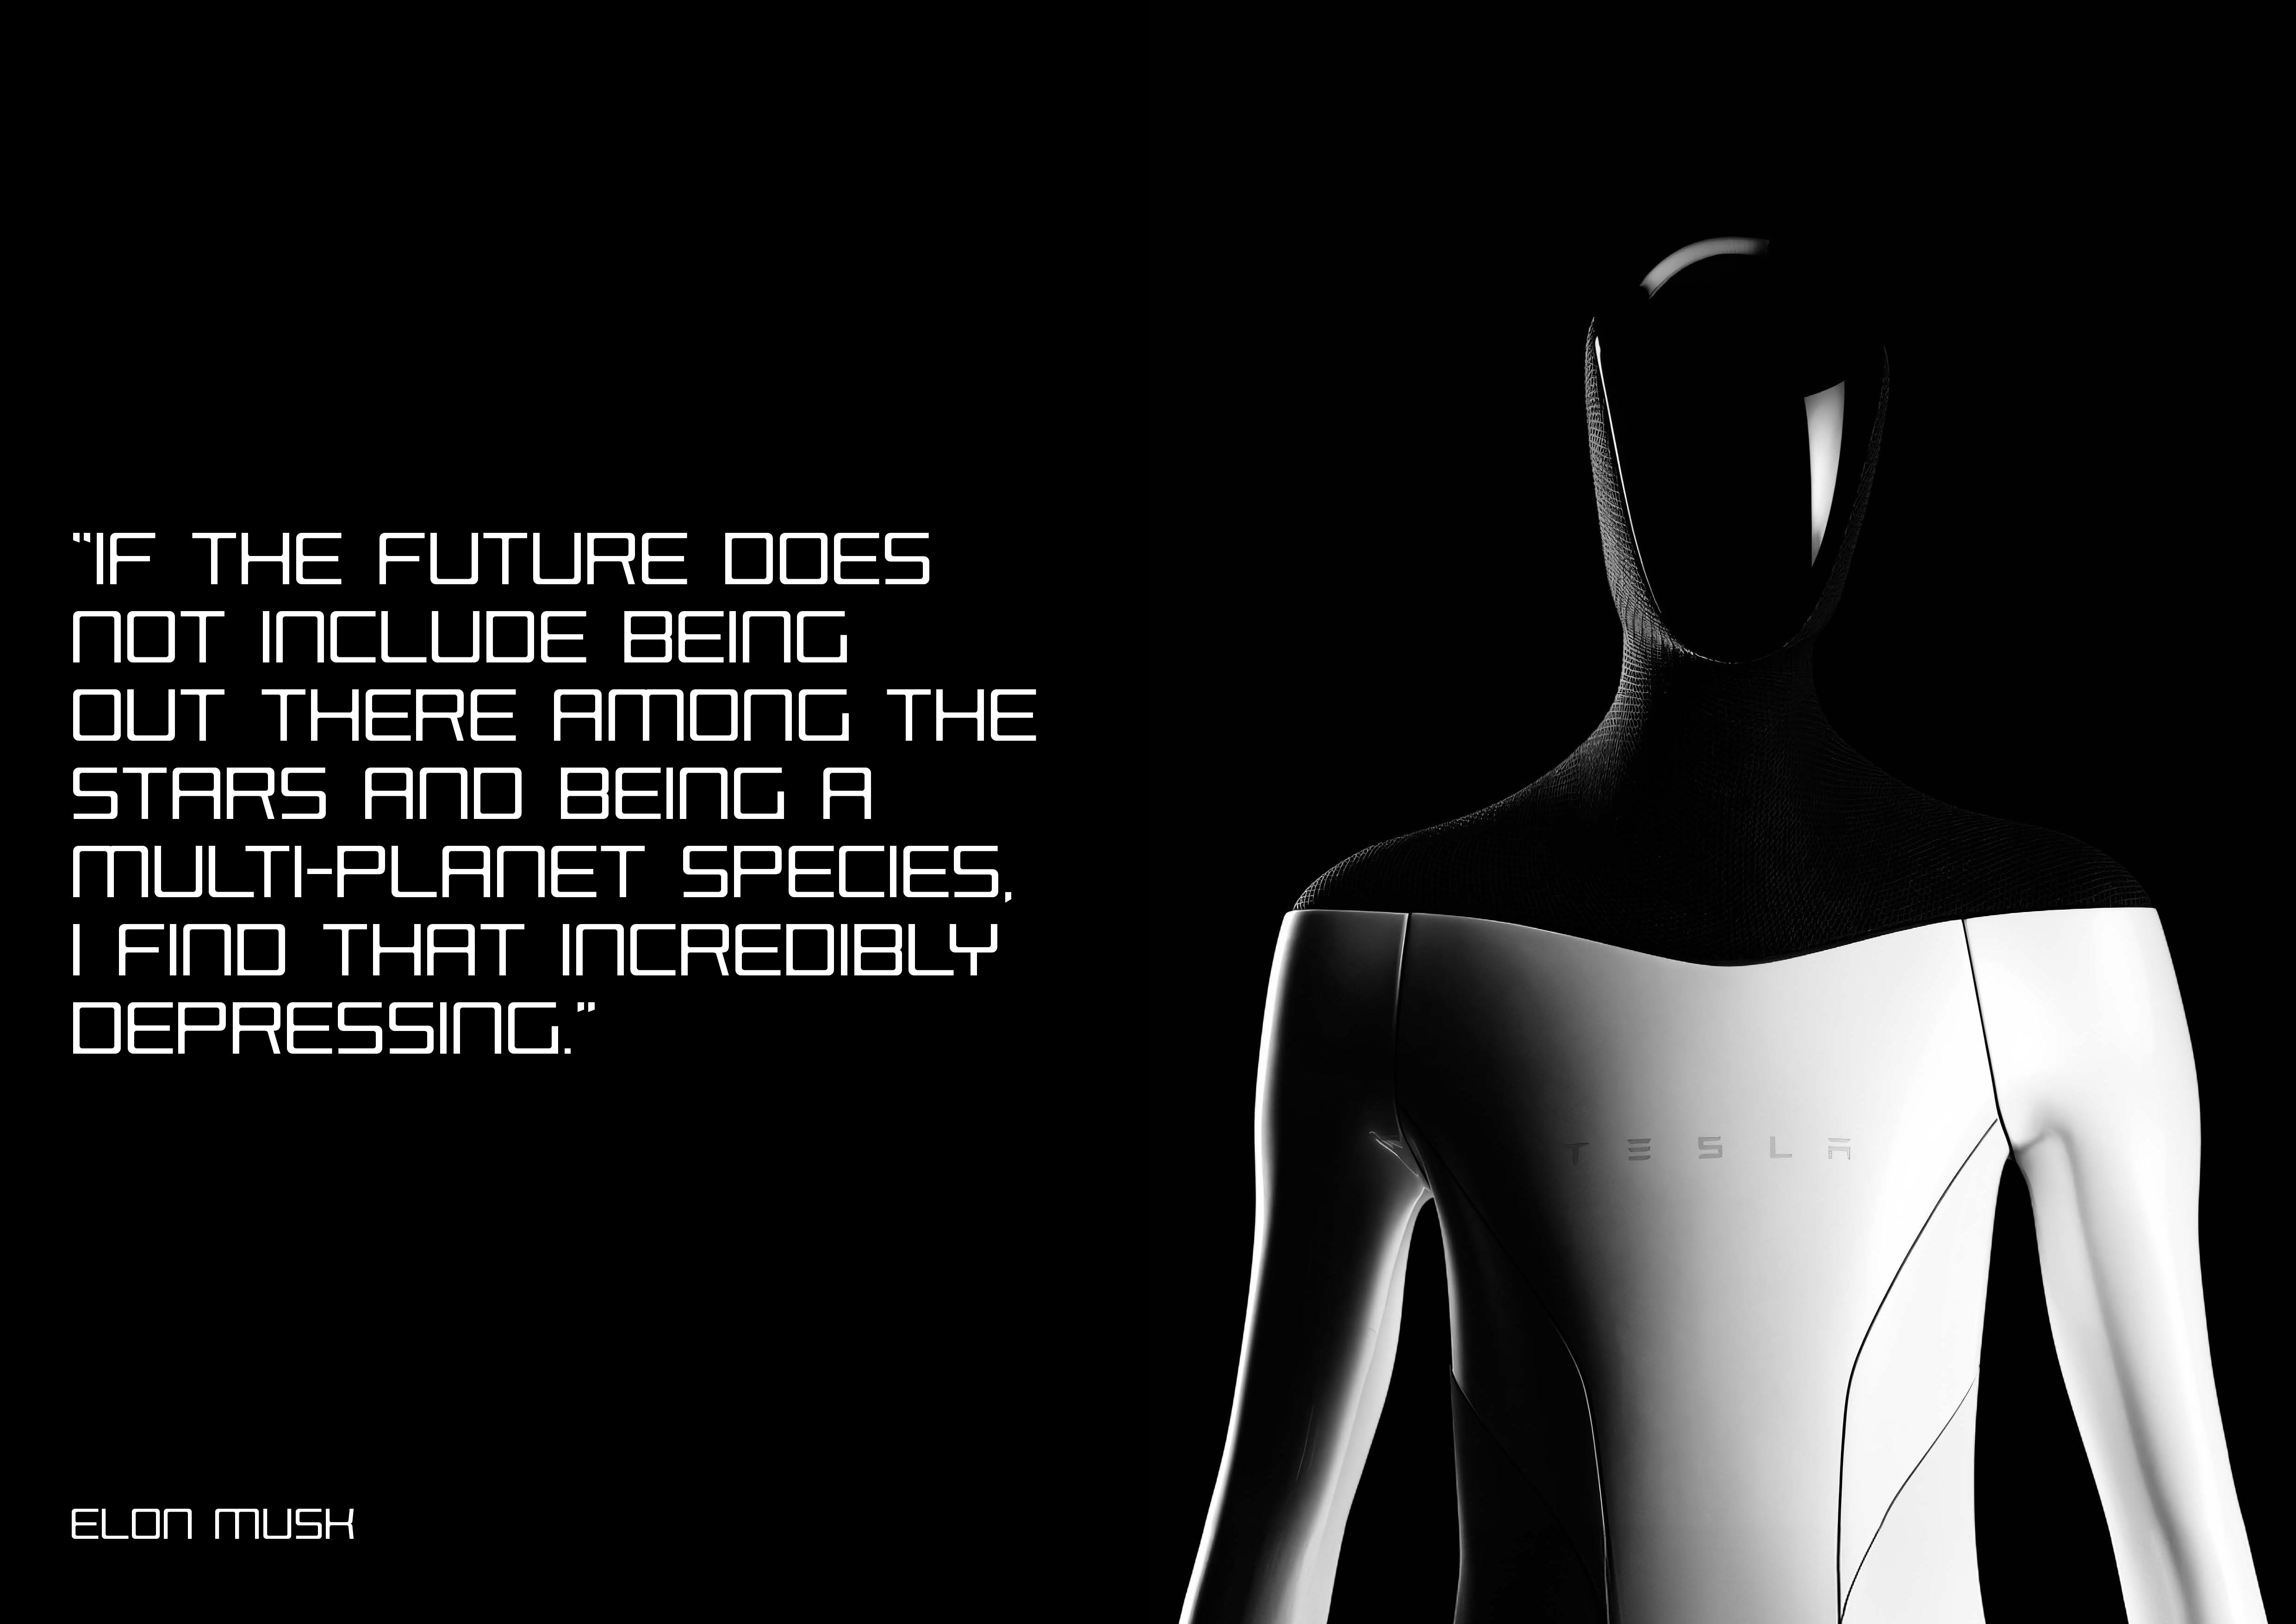 "IF THE FUTURE DOES
NOT INCLUDE BEING
OUT THERE AMONG THE
STARS AND BEING A
MULTI-PLANET SPECIES,
I FIND THAT INCREDIBLY
DEPRESSING."
TESLA
ELON MUSK